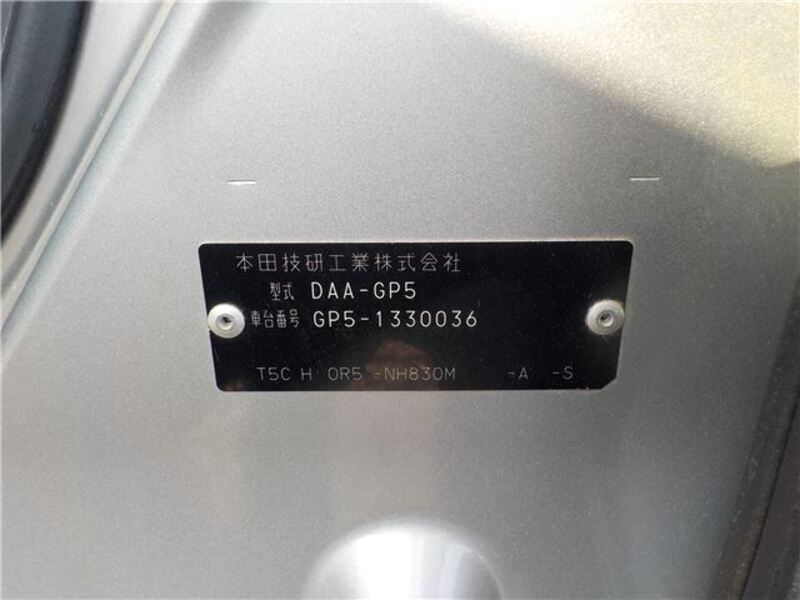 本田技研工業株式会社
型式 DAA-GP5
車台番号 GP5-1330036
T5C H 0R5 -NH830M -A -S